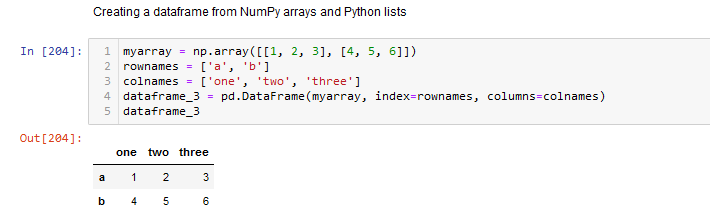 Creating a dataframe from NumPy arrays and Python lists
In [204]:
1 myarray = np.array([[1, 2, 3], [4, 5, 6]])
2 rownames = ['a', 'b']
3 colnames = ['one', 'two', 'three']
4 dataframe_3 = pd.DataFrame(myarray, index=rownames, columns=colnames)
5 dataframe_3
Out[204]:
one two three
a 1 2 3
b 4 5 6